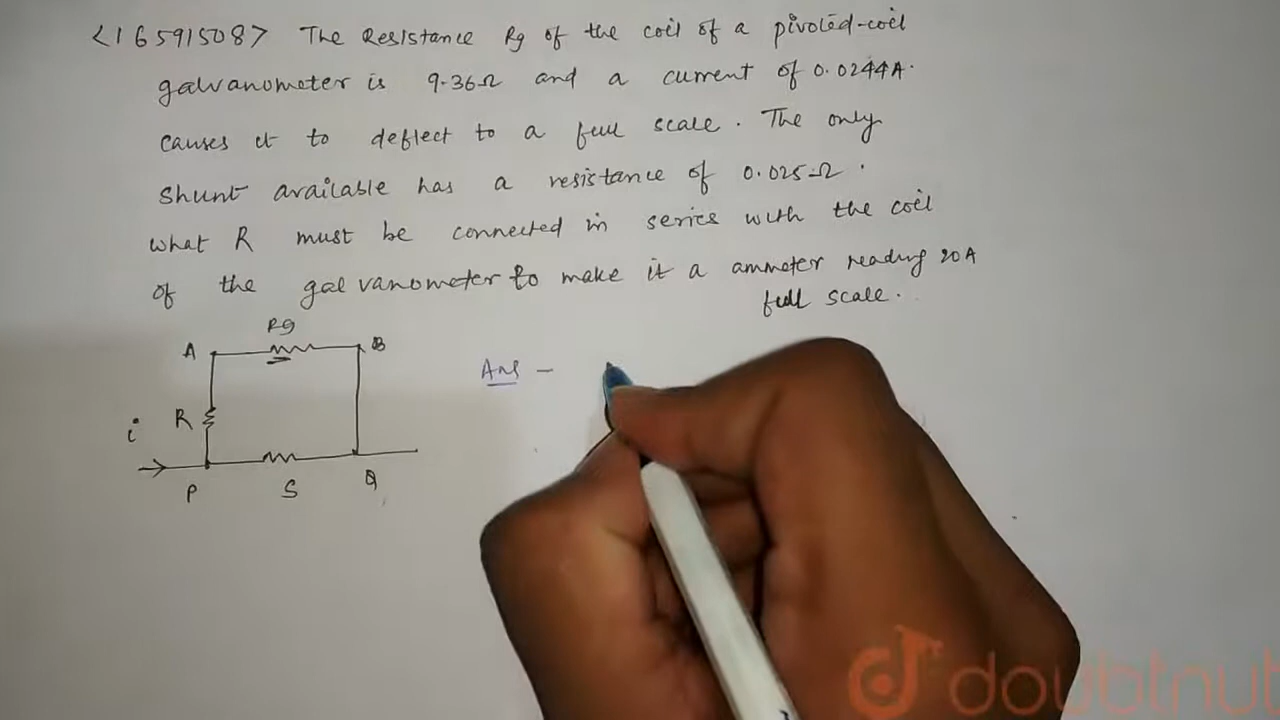 <16591508> The Resistance Rg of the coil of a pivoted-coil
galvanometer is 9.36Ω and a current of 0.0244A.
causes it to deflect to a full scale. The only
shunt available has a resistance of 0.025Ω.
what R must be connected in series with the coil
of the galvanometer to make it a ammeter reading 20A
full scale.
Rg
A B
Ans -
R
i
P S Q
doubtnut